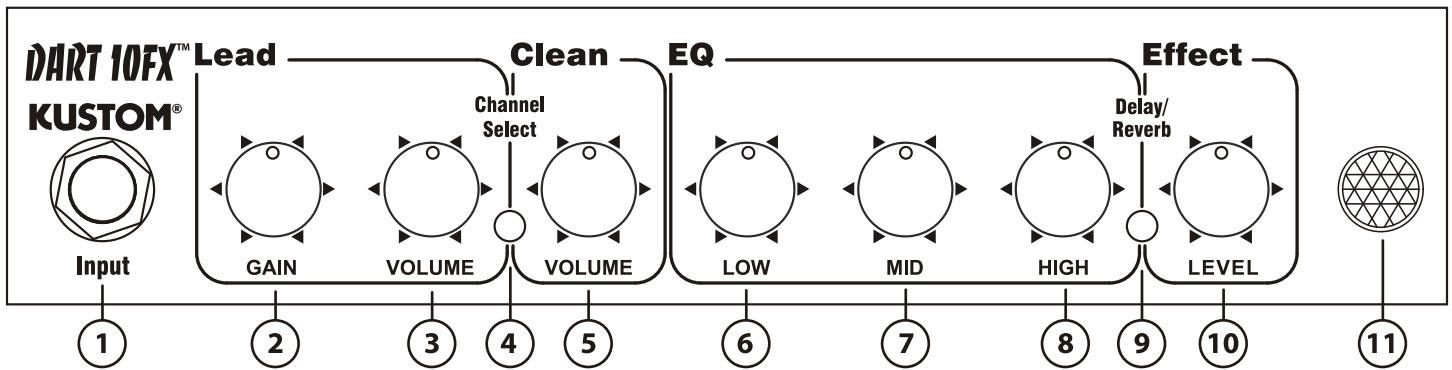 DART 10FX™
KUSTOM®
Input
Lead
GAIN
VOLUME
Channel
Select
Clean
VOLUME
EQ
LOW
MID
HIGH
Delay/
Reverb
Effect
LEVEL
1
2
3
4
5
6
7
8
9
10
11